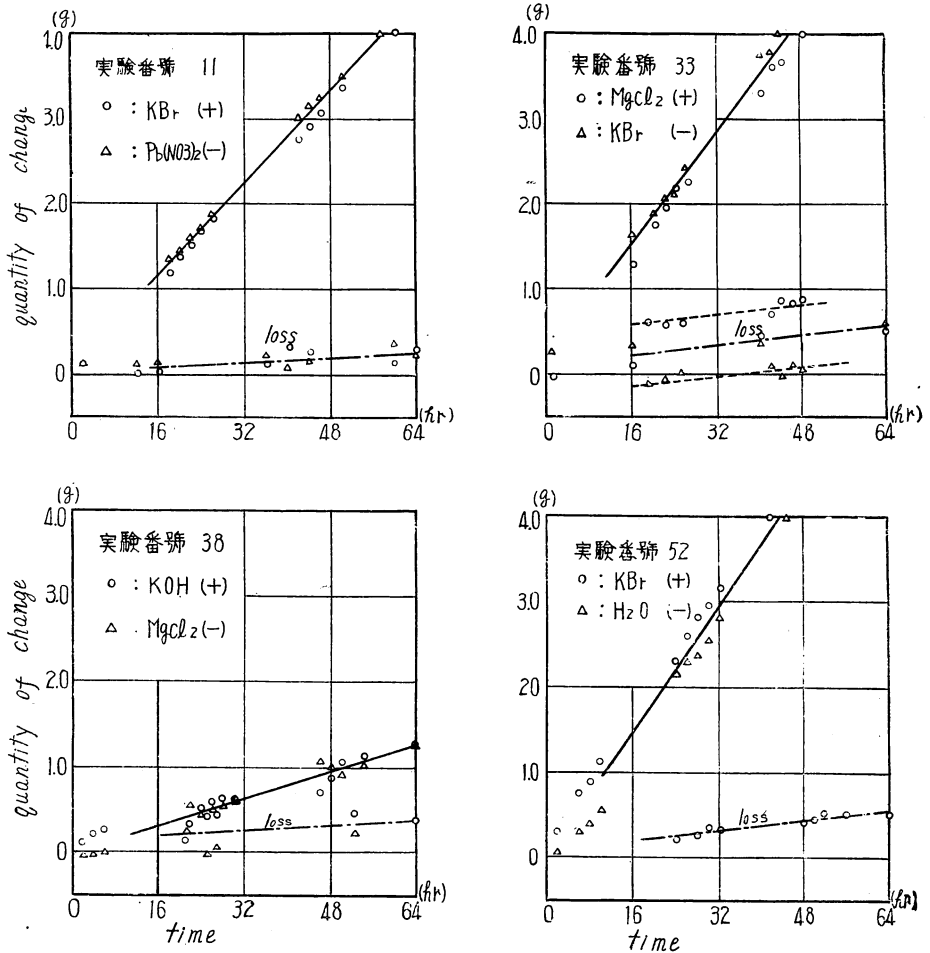 (g)
1.0
3.0
2.0
1.0
0
実験番號 11
○ : KBr (+)
△ : Pb(NO3)2(−)
loss
quantity of change
0 16 32 48 64 (hr)
(g)
4.0
3.0
2.0
1.0
0
実験番號 33
○ : MgCl2 (+)
△ : KBr (−)
loss
0 16 32 48 64 (hr)
(g)
4.0
3.0
2.0
1.0
0
実験番號 38
○ : KOH (+)
△ : MgCl2(−)
loss
quantity of change
0 16 32 48 64 (hr)
time
(g)
4.0
3.0
20
1.0
0
実験番號 52
○ : KBr (+)
△ : H2O (−)
loss
0 16 32 48 64 (hr)
time